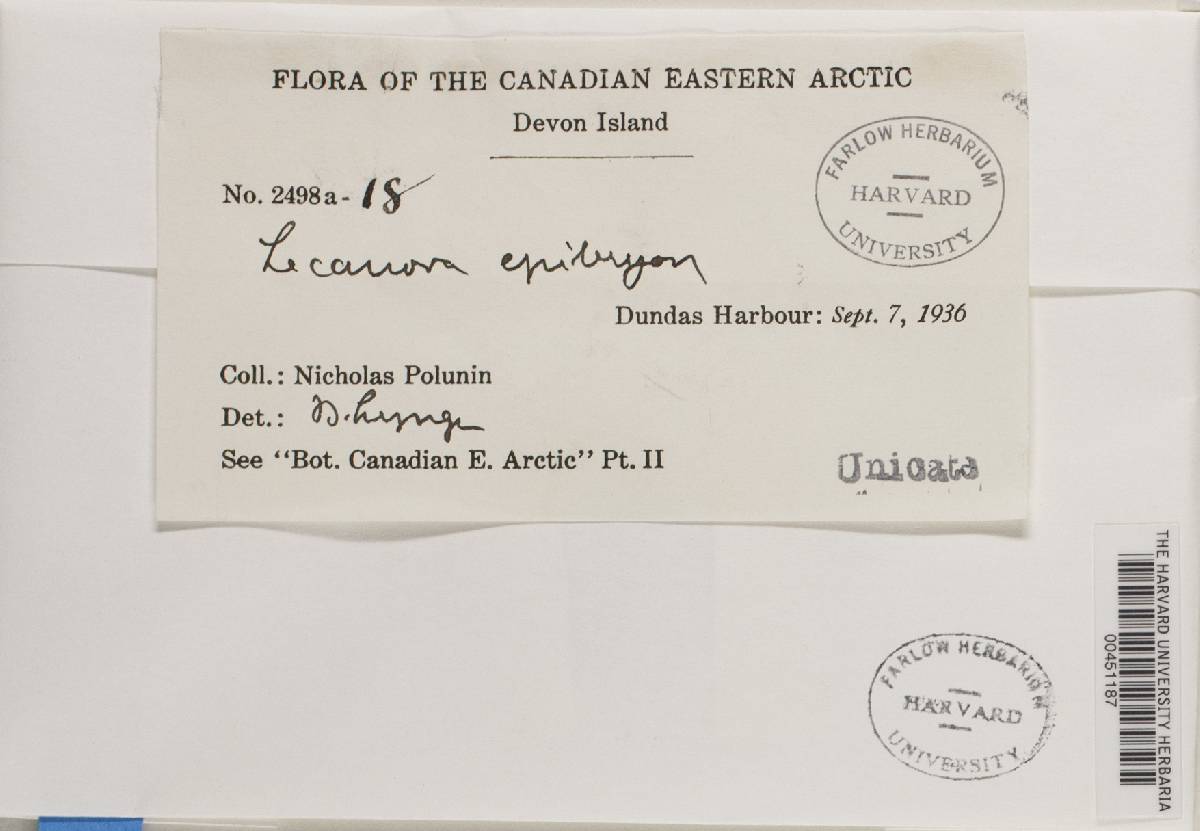 FLORA OF THE CANADIAN EASTERN ARCTIC
Devon Island
FARLOW HERBARIUM
HARVARD
UNIVERSITY
No. 2498a-18
Lecanora epibryon
Dundas Harbour: Sept. 7, 1936
Coll.: Nicholas Polunin
Det.: B. Lynge
See "Bot. Canadian E. Arctic" Pt. II
Unicata
THE HARVARD UNIVERSITY HERBARIA
00451187
FARLOW HERBARIUM
HARVARD
UNIVERSITY